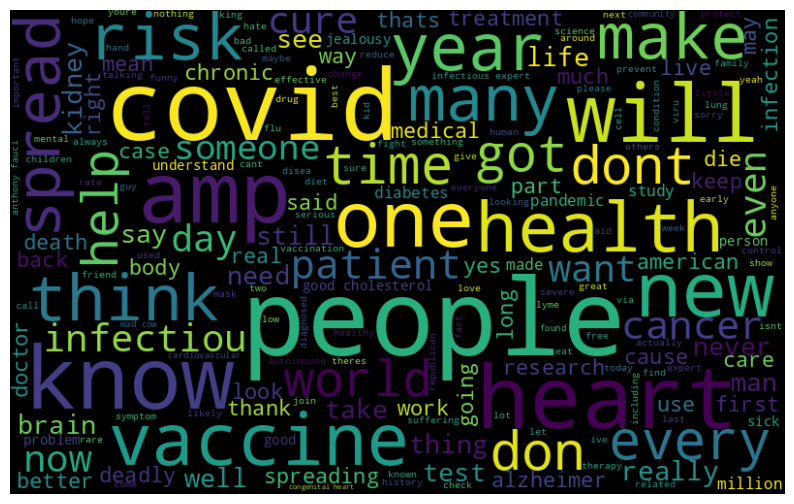 youre
nothing
king
hope
hate
bad
called
cure
thats
treatment
science
next
community
protect
around
year
make
risk
see
jealousy
may
important
mean
hand
maybe
talking
funny
effective
reduce
way
life
infectious expert
change
prevent
family
please
yeah
spread
kidney
right
chronic
drug
best
kid
much
live
cell
condition
viru
lung
little
infection
covid
many
will
tell
sorry
mental
flu
human
others
anthony fauci
children
always
case
someone
medical
fight
something
time
got
dont
die
even
understand
cant
give
everyone
help
rate
guy
disea
sure
diet
diabetes
serious
part
study
keep
early
anyone
amp
said
looking
pandemic
week
person
one
health
death
say
day
still
vaccination
aid
control
back
real
used
friend
mask
body
need
patient
yes
made
want
american
show
call
two
good cholesterol
love
severe
great
long
lyme
via
new
think
mad cow
low
diagnosed
healthy
people
found
free
isnt
doctor
infectiou
cardiovascular
theres
autoimmune
fact
republican
eat
actually
cancer
never
know
look
world
going
research
cause
today
expert
care
heart
thank
likely
join
take
work
lot
including
find
man
use
first
brain
symptom
suffering
let
ive
last
sick
problem
rare
good
vaccine
thing
don
every
now
deadly
spreading
known
test
alzheimer
therapy
really
better
come
well
history
check
related
million
congenital heart